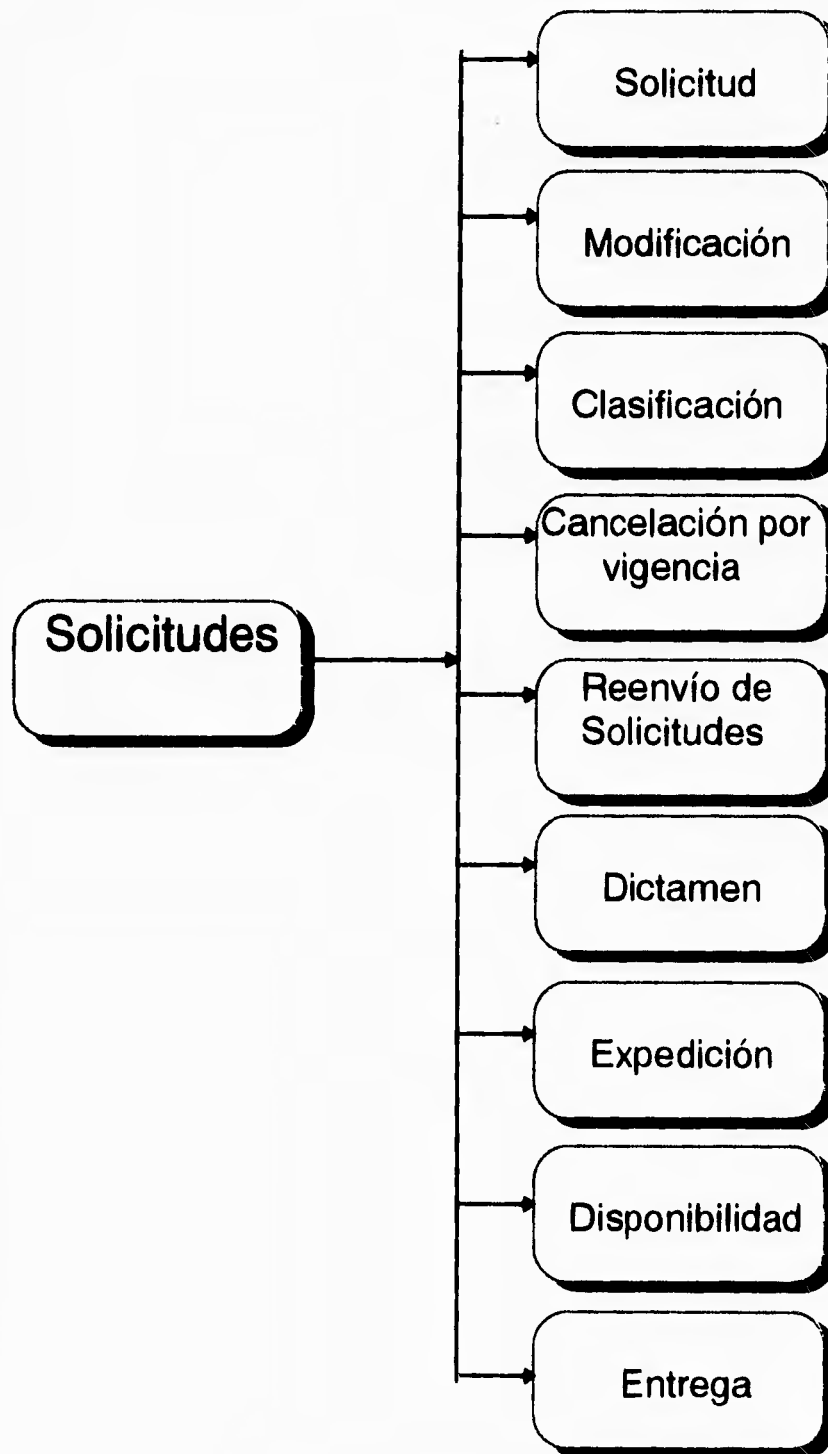 Solicitudes
Solicitud
Modificación
Clasificación
Cancelación por
vigencia
Reenvío de
Solicitudes
Dictamen
Expedición
Disponibilidad
Entrega